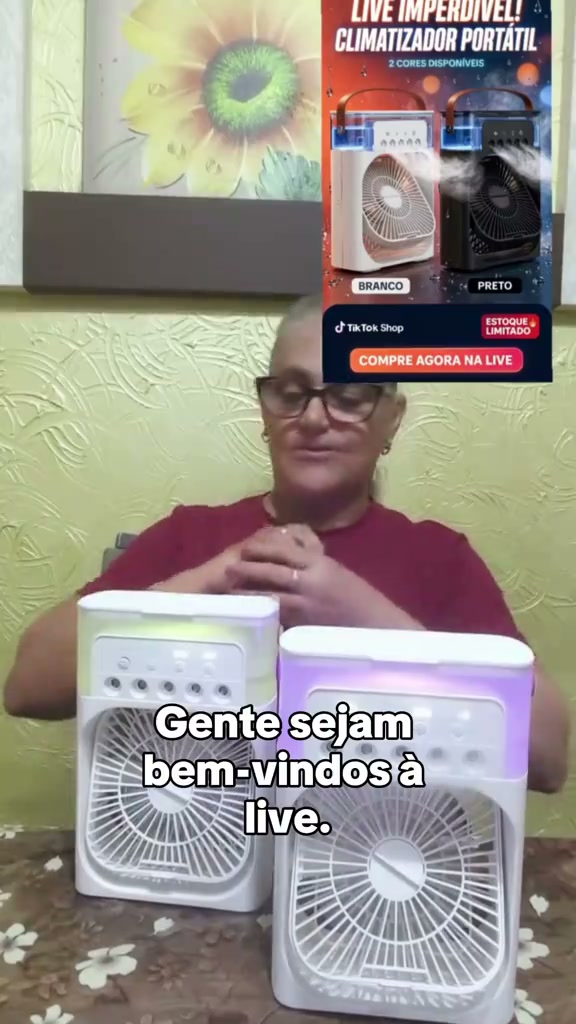 LIVE IMPERDÍVEL!
CLIMATIZADOR PORTÁTIL
2 CORES DISPONÍVEIS
BRANCO
PRETO
TikTok Shop
ESTOQUE
LIMITADO
COMPRE AGORA NA LIVE
Gente sejam
bem-vindos à
live.